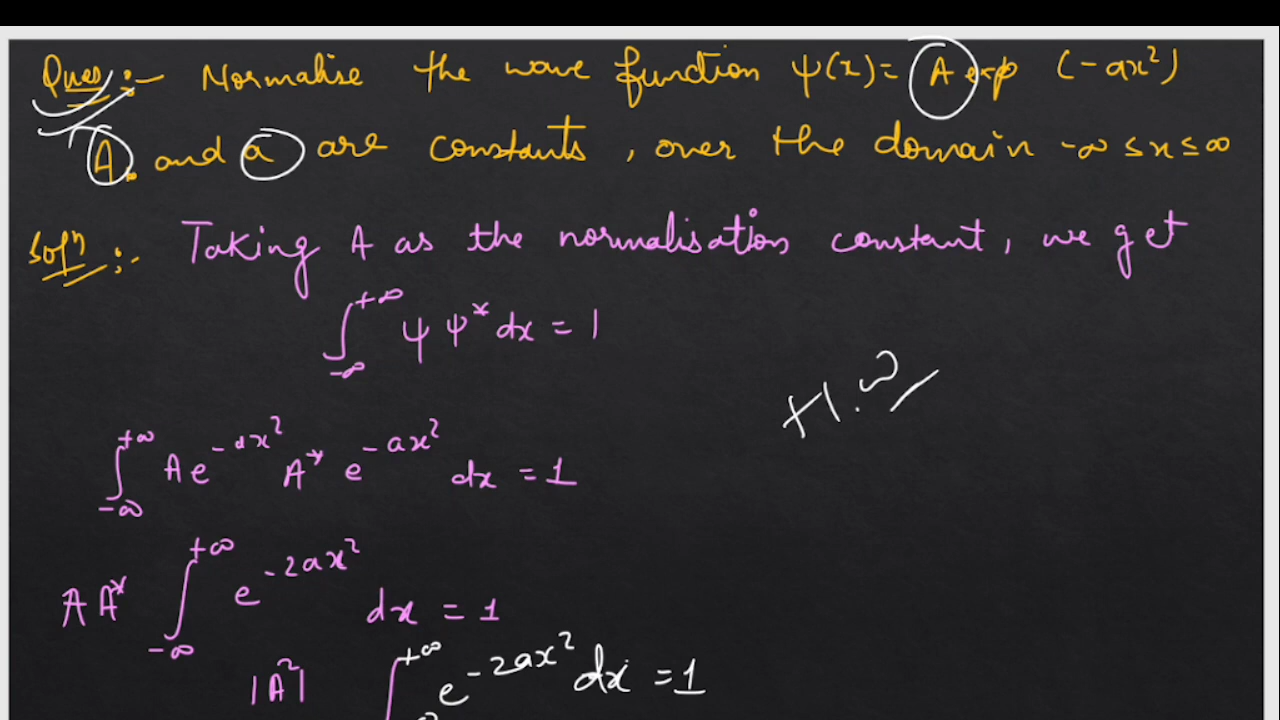 Ques :- Normalise the wave function ψ(x) = A exp (-ax²)
A and a are constants, over the domain -∞ ≤ x ≤ ∞
Solⁿ :- Taking A as the normalisation constant, we get
∫₋∞^+∞ ψ ψ* dx = 1
H.W
∫₋∞^+∞ A e^-ax² A* e^-ax² dx = 1
A A* ∫₋∞^+∞ e^-2ax² dx = 1
|A²| ∫₋∞^+∞ e^-2ax² dx = 1